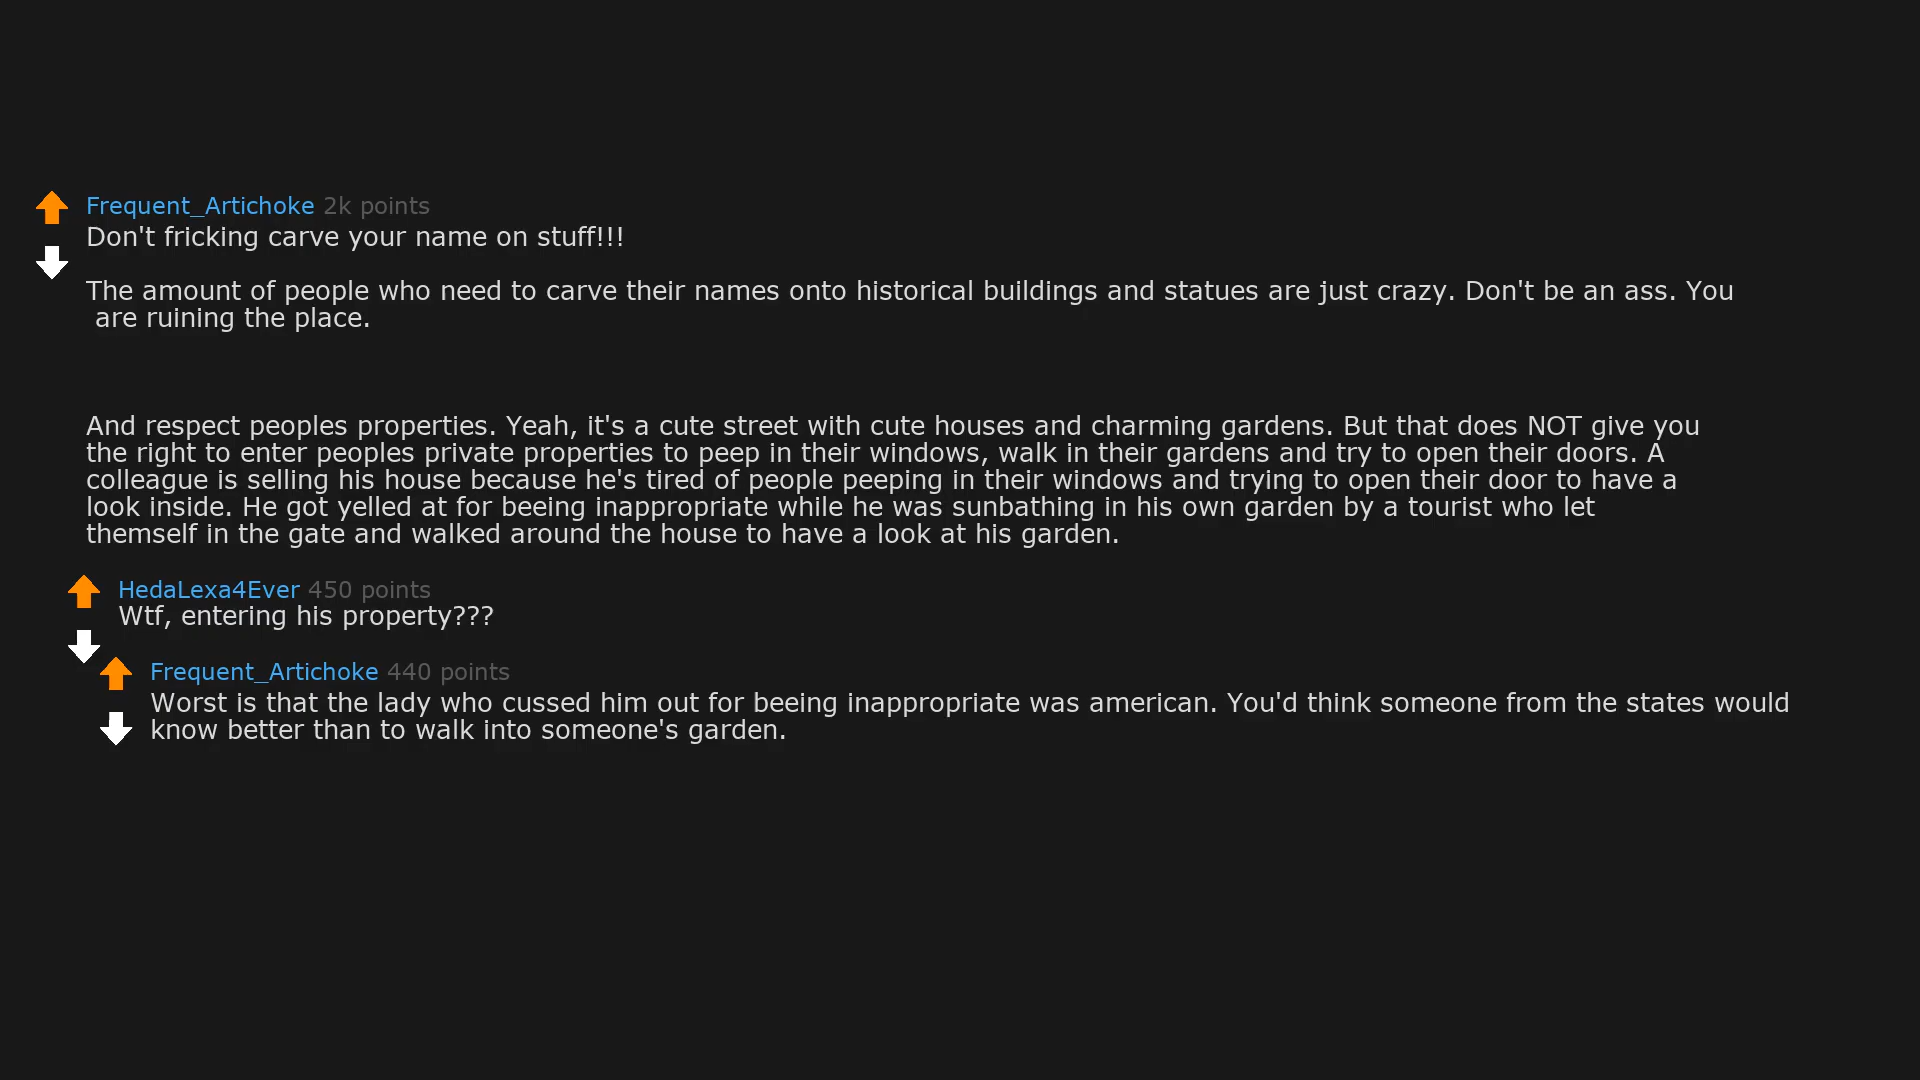 Frequent_Artichoke 2k points
Don't fricking carve your name on stuff!!!
The amount of people who need to carve their names onto historical buildings and statues are just crazy. Don't be an ass. You
are ruining the place.
And respect peoples properties. Yeah, it's a cute street with cute houses and charming gardens. But that does NOT give you
the right to enter peoples private properties to peep in their windows, walk in their gardens and try to open their doors. A
colleague is selling his house because he's tired of people peeping in their windows and trying to open their door to have a
look inside. He got yelled at for beeing inappropriate while he was sunbathing in his own garden by a tourist who let
themself in the gate and walked around the house to have a look at his garden.
HedaLexa4Ever 450 points
Wtf, entering his property???
Frequent_Artichoke 440 points
Worst is that the lady who cussed him out for beeing inappropriate was american. You'd think someone from the states would
know better than to walk into someone's garden.